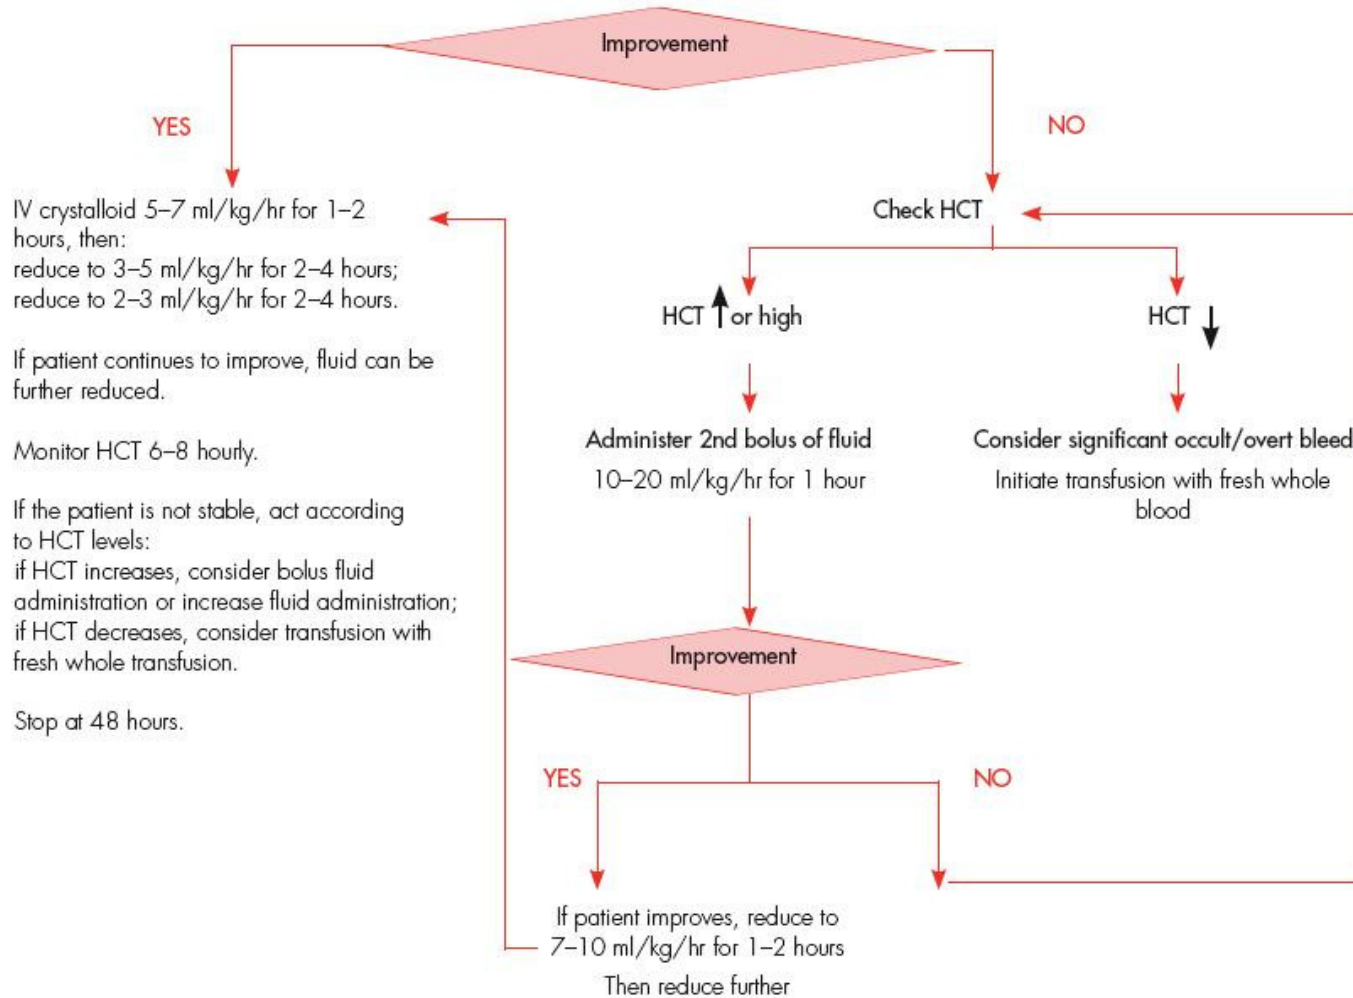 Improvement
YES
NO
IV crystalloid 5–7 ml/kg/hr for 1–2
hours, then:
reduce to 3–5 ml/kg/hr for 2–4 hours;
reduce to 2–3 ml/kg/hr for 2–4 hours.
If patient continues to improve, fluid can be
further reduced.
Monitor HCT 6–8 hourly.
If the patient is not stable, act according
to HCT levels:
if HCT increases, consider bolus fluid
administration or increase fluid administration;
if HCT decreases, consider transfusion with
fresh whole transfusion.
Stop at 48 hours.
Check HCT
HCT ↑ or high
HCT ↓
Administer 2nd bolus of fluid
10–20 ml/kg/hr for 1 hour
Consider significant occult/overt bleed
Initiate transfusion with fresh whole
blood
Improvement
YES
NO
If patient improves, reduce to
7–10 ml/kg/hr for 1–2 hours
Then reduce further